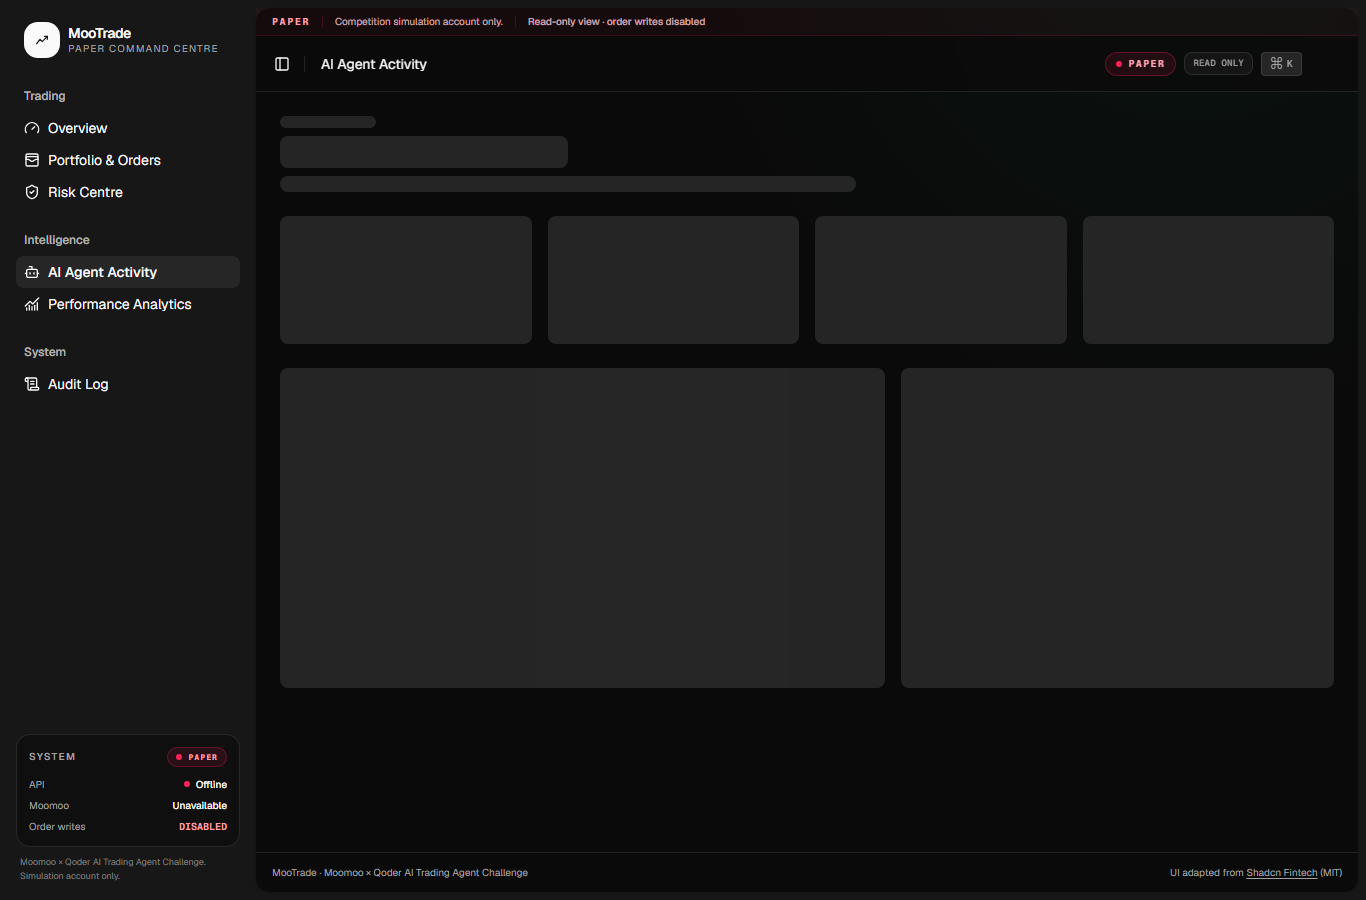 MooTrade
PAPER COMMAND CENTRE
Trading
Overview
Portfolio & Orders
Risk Centre
Intelligence
AI Agent Activity
Performance Analytics
System
Audit Log
SYSTEM PAPER
API Offline
Moomoo Unavailable
Order writes DISABLED
Moomoo × Qoder AI Trading Agent Challenge.
Simulation account only.
PAPER Competition simulation account only. Read-only view · order writes disabled
AI Agent Activity PAPER READ ONLY ⌘ K
MooTrade · Moomoo × Qoder AI Trading Agent Challenge UI adapted from Shadcn Fintech (MIT)